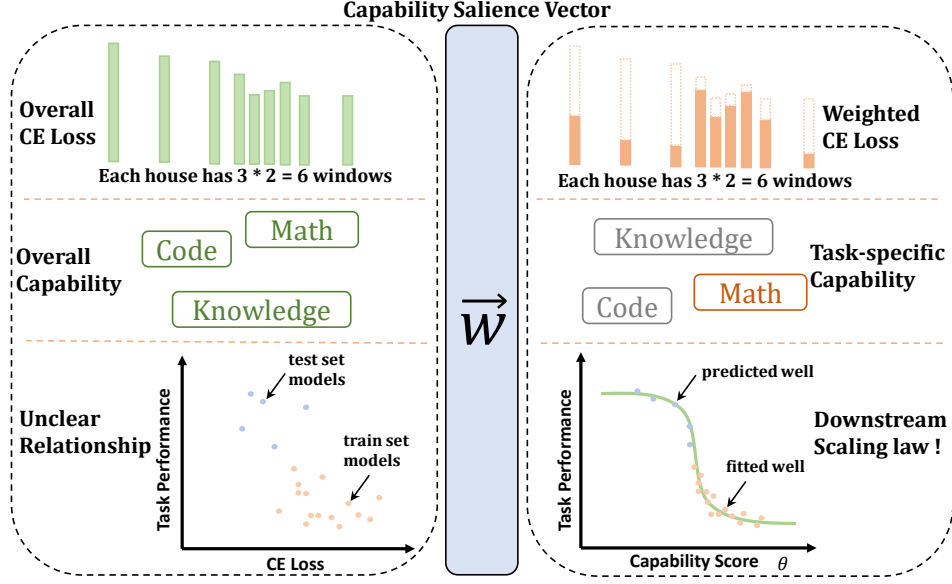 Capability Salience Vector
Overall
CE Loss
Each house has 3 * 2 = 6 windows
Overall
Capability
Code
Math
Knowledge
Unclear
Relationship
Task Performance
test set
models
train set
models
CE Loss
w
Weighted
CE Loss
Each house has 3 * 2 = 6 windows
Knowledge
Code
Math
Task-specific
Capability
Task Performance
predicted well
fitted well
Capability Score θ
Downstream
Scaling law !